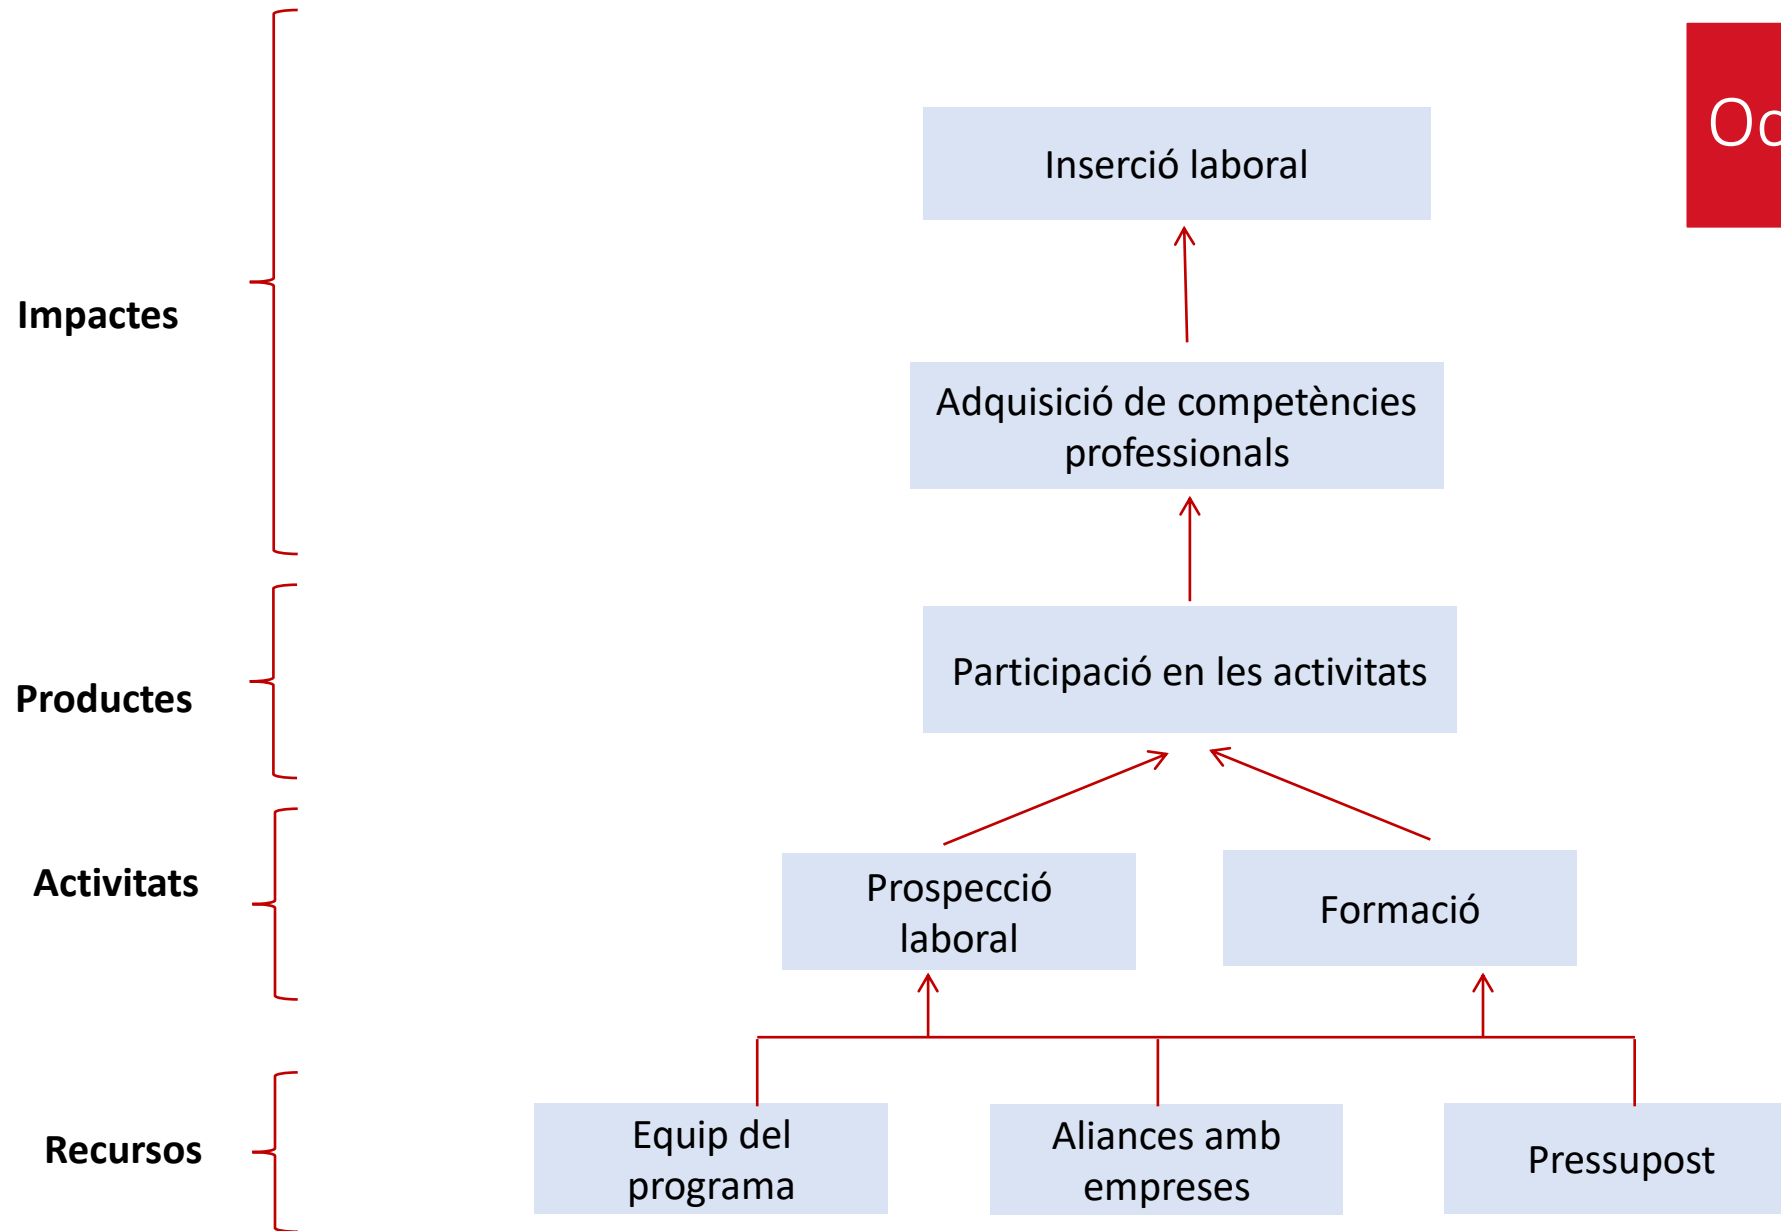 Oc
Inserció laboral
Impactes
Adquisició de competències
professionals
Participació en les activitats
Productes
Prospecció
laboral
Formació
Activitats
Equip del
programa
Aliances amb
empreses
Pressupost
Recursos